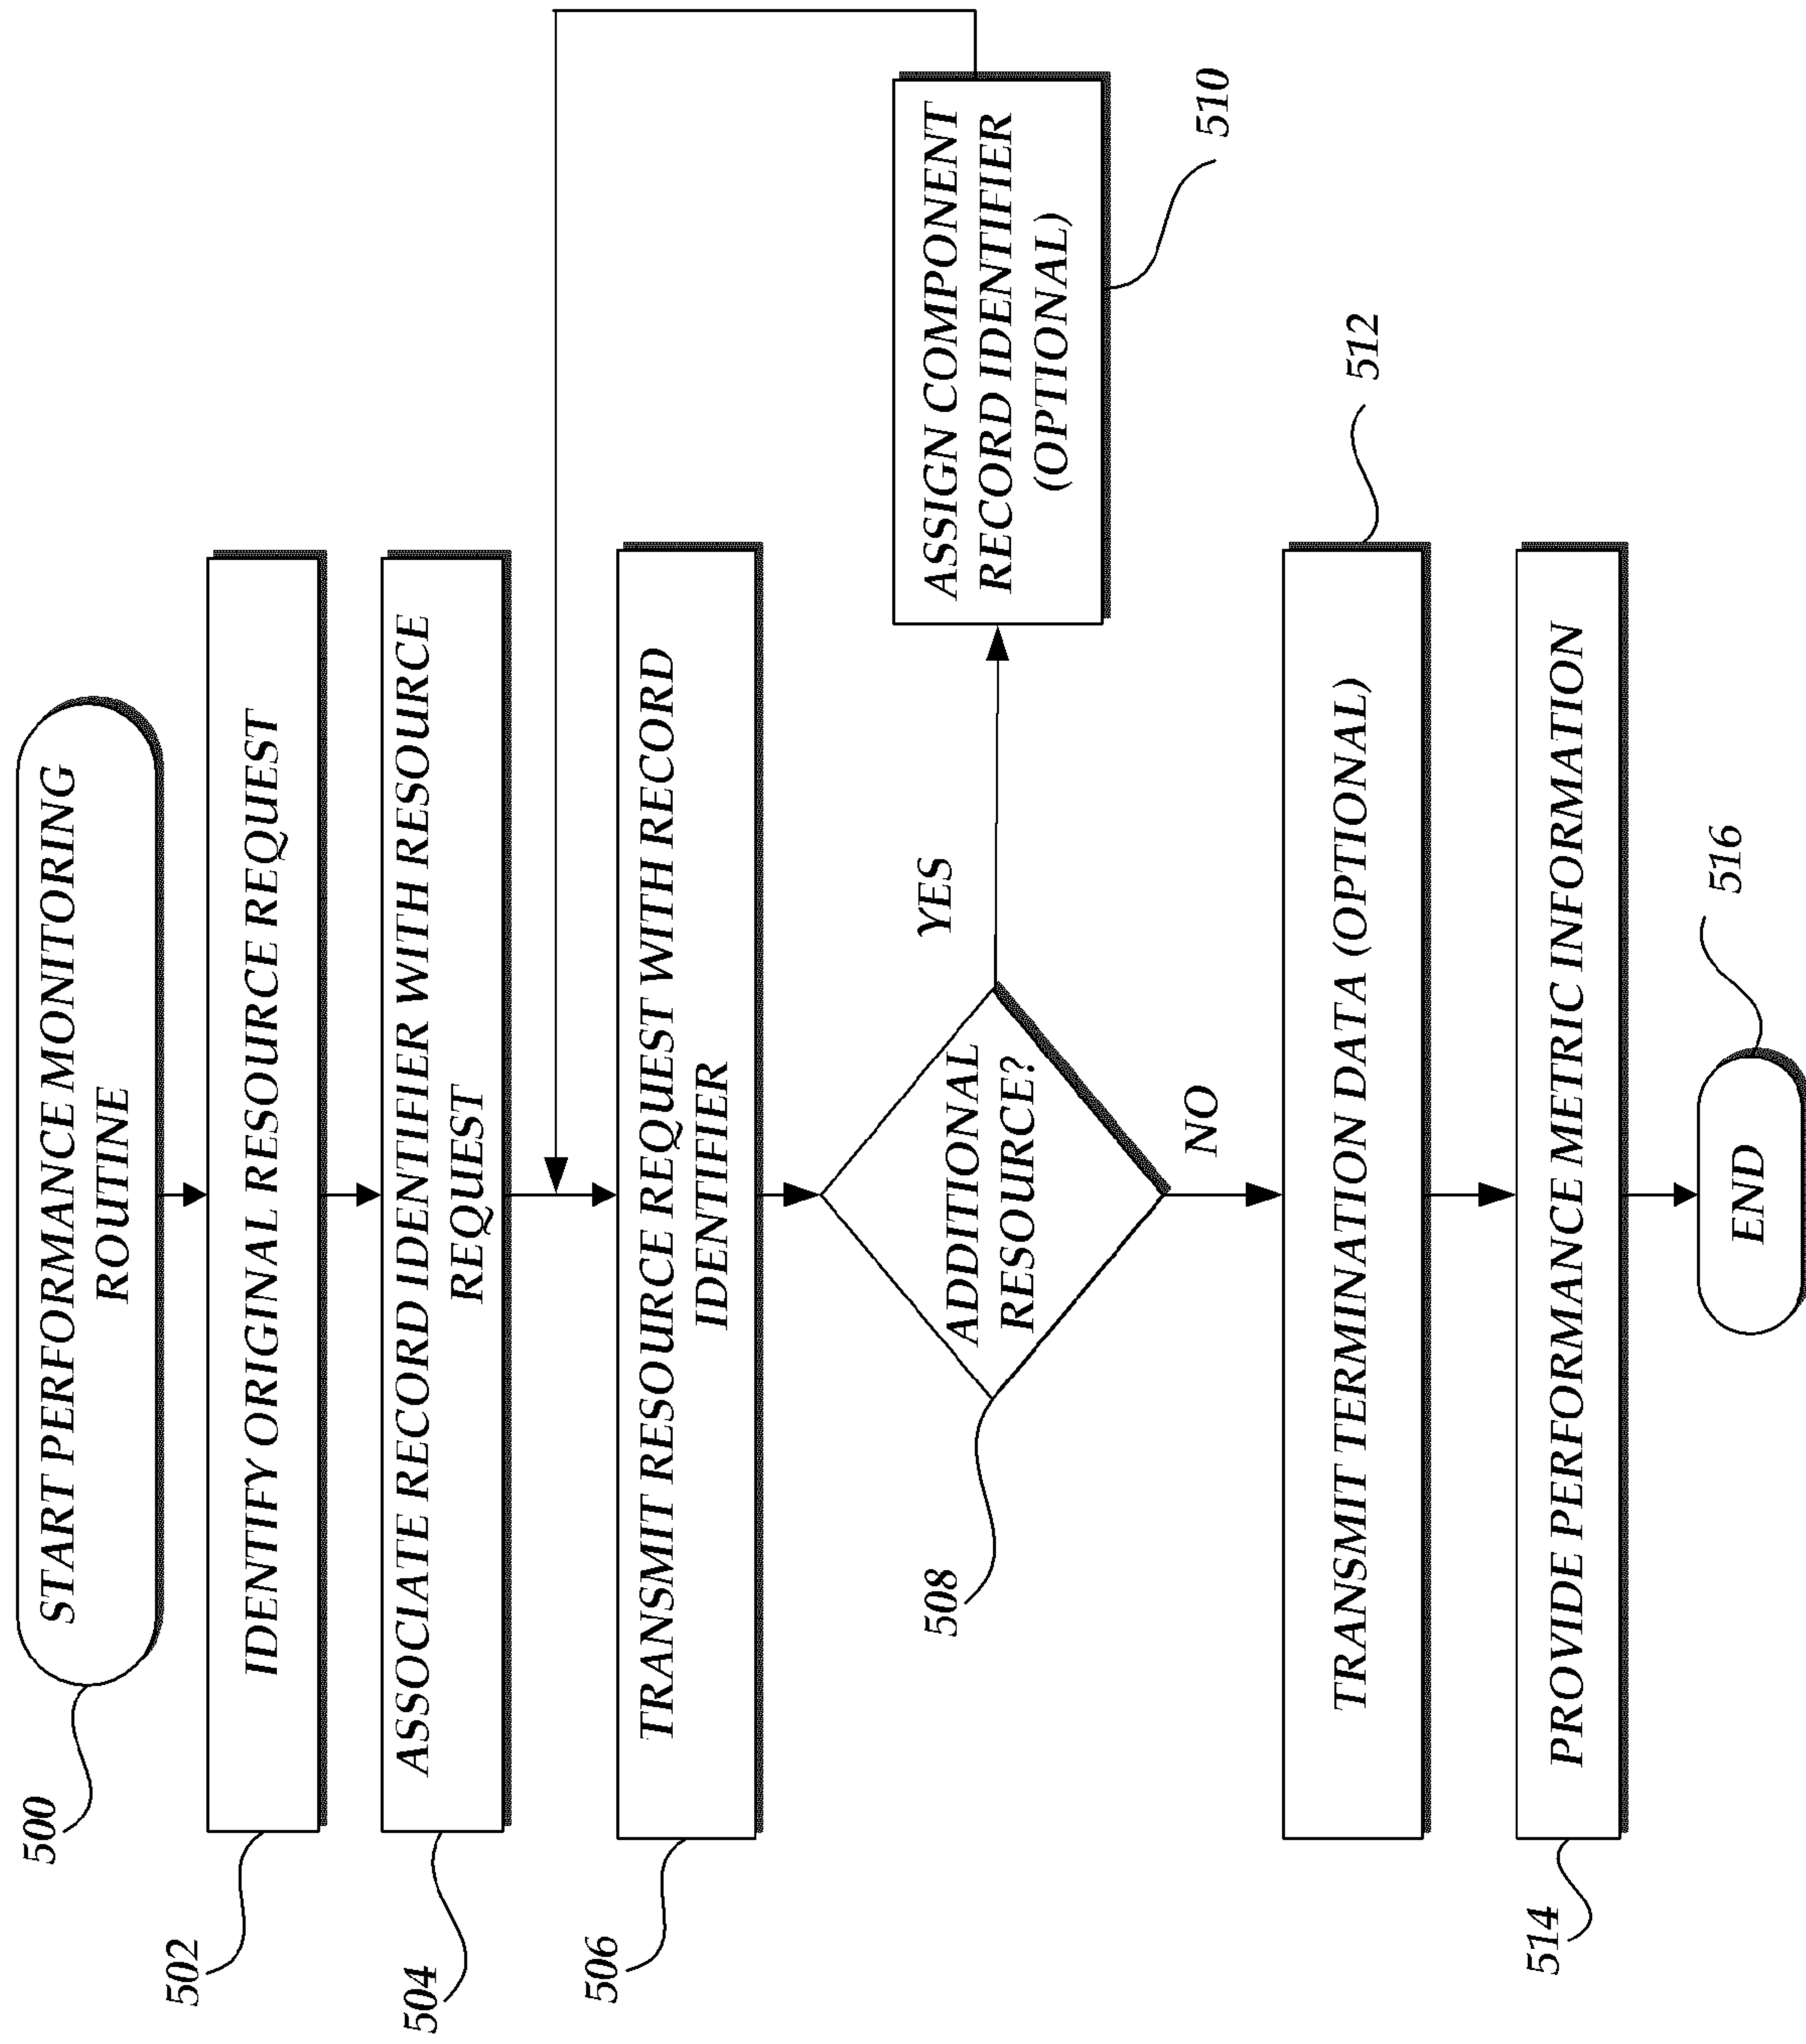 500
START PERFORMANCE MONITORING
ROUTINE
502
IDENTIFY ORIGINAL RESOURCE REQUEST
504
ASSOCIATE RECORD IDENTIFIER WITH RESOURCE
REQUEST
506
TRANSMIT RESOURCE REQUEST WITH RECORD
IDENTIFIER
508
ADDITIONAL
RESOURCE?
YES
ASSIGN COMPONENT
RECORD IDENTIFIER
(OPTIONAL)
510
NO
512
TRANSMIT TERMINATION DATA (OPTIONAL)
514
PROVIDE PERFORMANCE METRIC INFORMATION
516
END